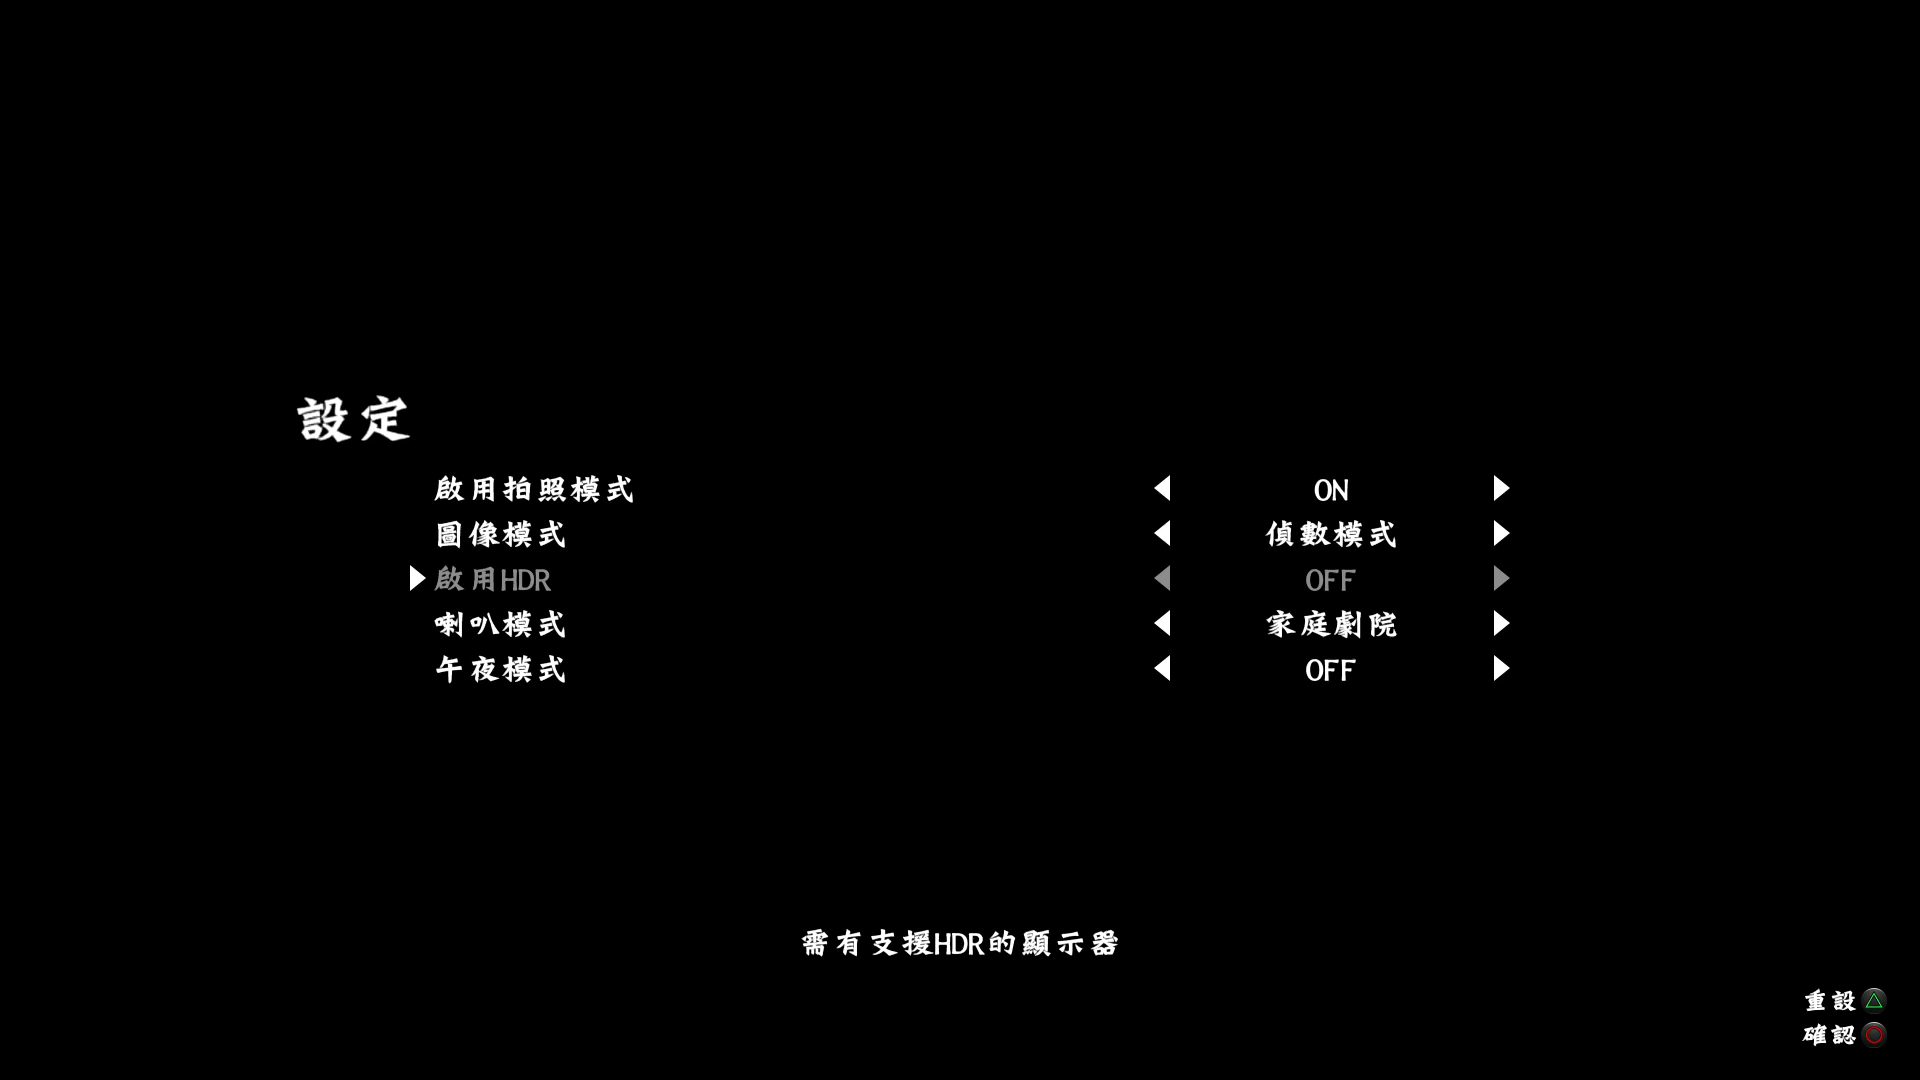 設定
啟用拍照模式 ON
圖像模式 偵數模式
啟用HDR OFF
喇叭模式 家庭劇院
午夜模式 OFF
需有支援HDR的顯示器
重設
確認